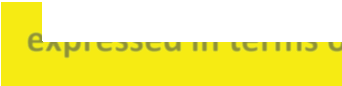 expressed in terms o